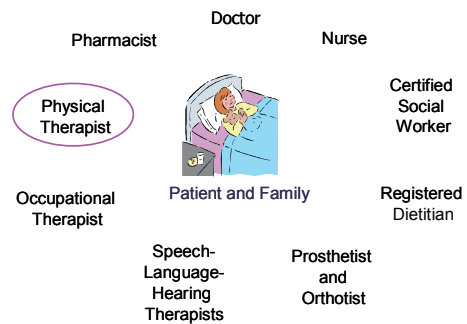 Doctor
Pharmacist
Nurse
Physical
Therapist
Certified
Social
Worker
Patient and Family
Occupational
Therapist
Registered
Dietitian
Speech-
Language-
Hearing
Therapists
Prosthetist
and
Orthotist